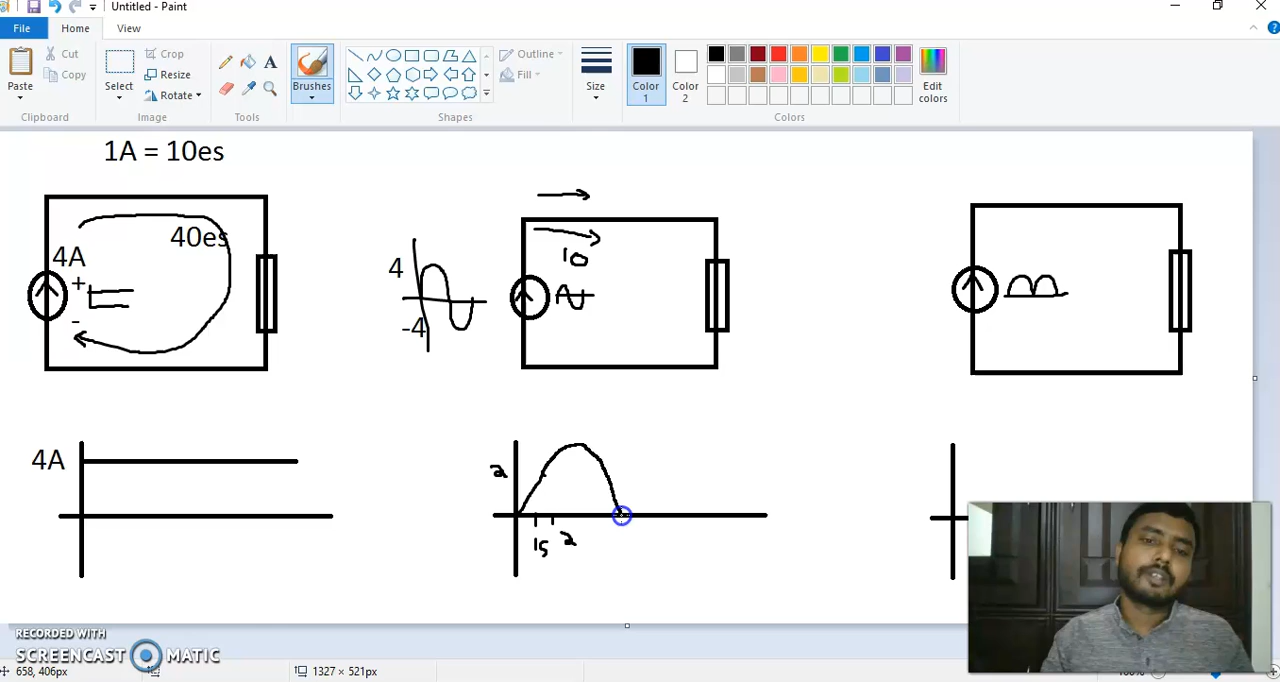 Untitled - Paint
File
Home
View
Paste
Cut
Copy
Clipboard
Select
Crop
Resize
Rotate
Image
Tools
Brushes
Shapes
Outline
Fill
Size
Color 1
Color 2
Edit colors
Colors
1A = 10es
40es
4A
+
-
4
-4
10
4A
2
1s
2
RECORDED WITH
SCREENCAST MATIC
658, 406px
1327 × 521px
100%